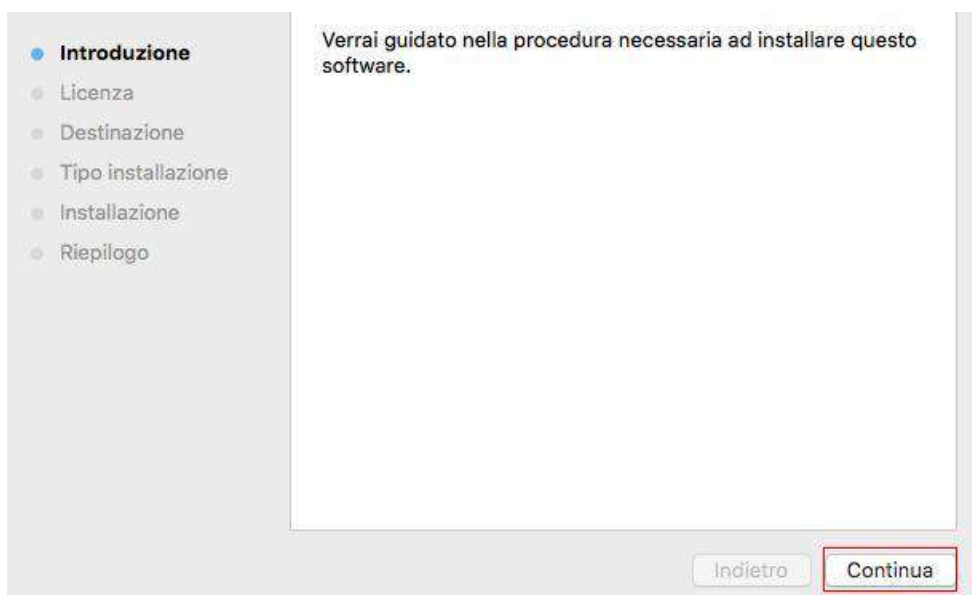 Introduzione
Licenza
Destinazione
Tipo installazione
Installazione
Riepilogo
Verrai guidato nella procedura necessaria ad installare questo
software.
Indietro
Continua